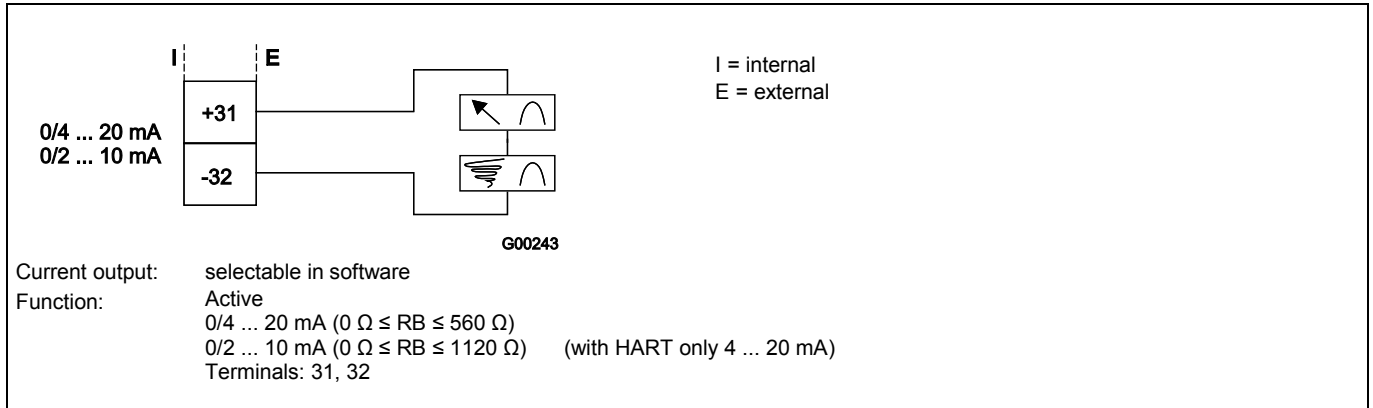 I E
I = internal
E = external
+31
0/4 ... 20 mA
0/2 ... 10 mA
-32
G00243
Current output: selectable in software
Function: Active
0/4 ... 20 mA (0 Ω ≤ RB ≤ 560 Ω)
0/2 ... 10 mA (0 Ω ≤ RB ≤ 1120 Ω) (with HART only 4 ... 20 mA)
Terminals: 31, 32